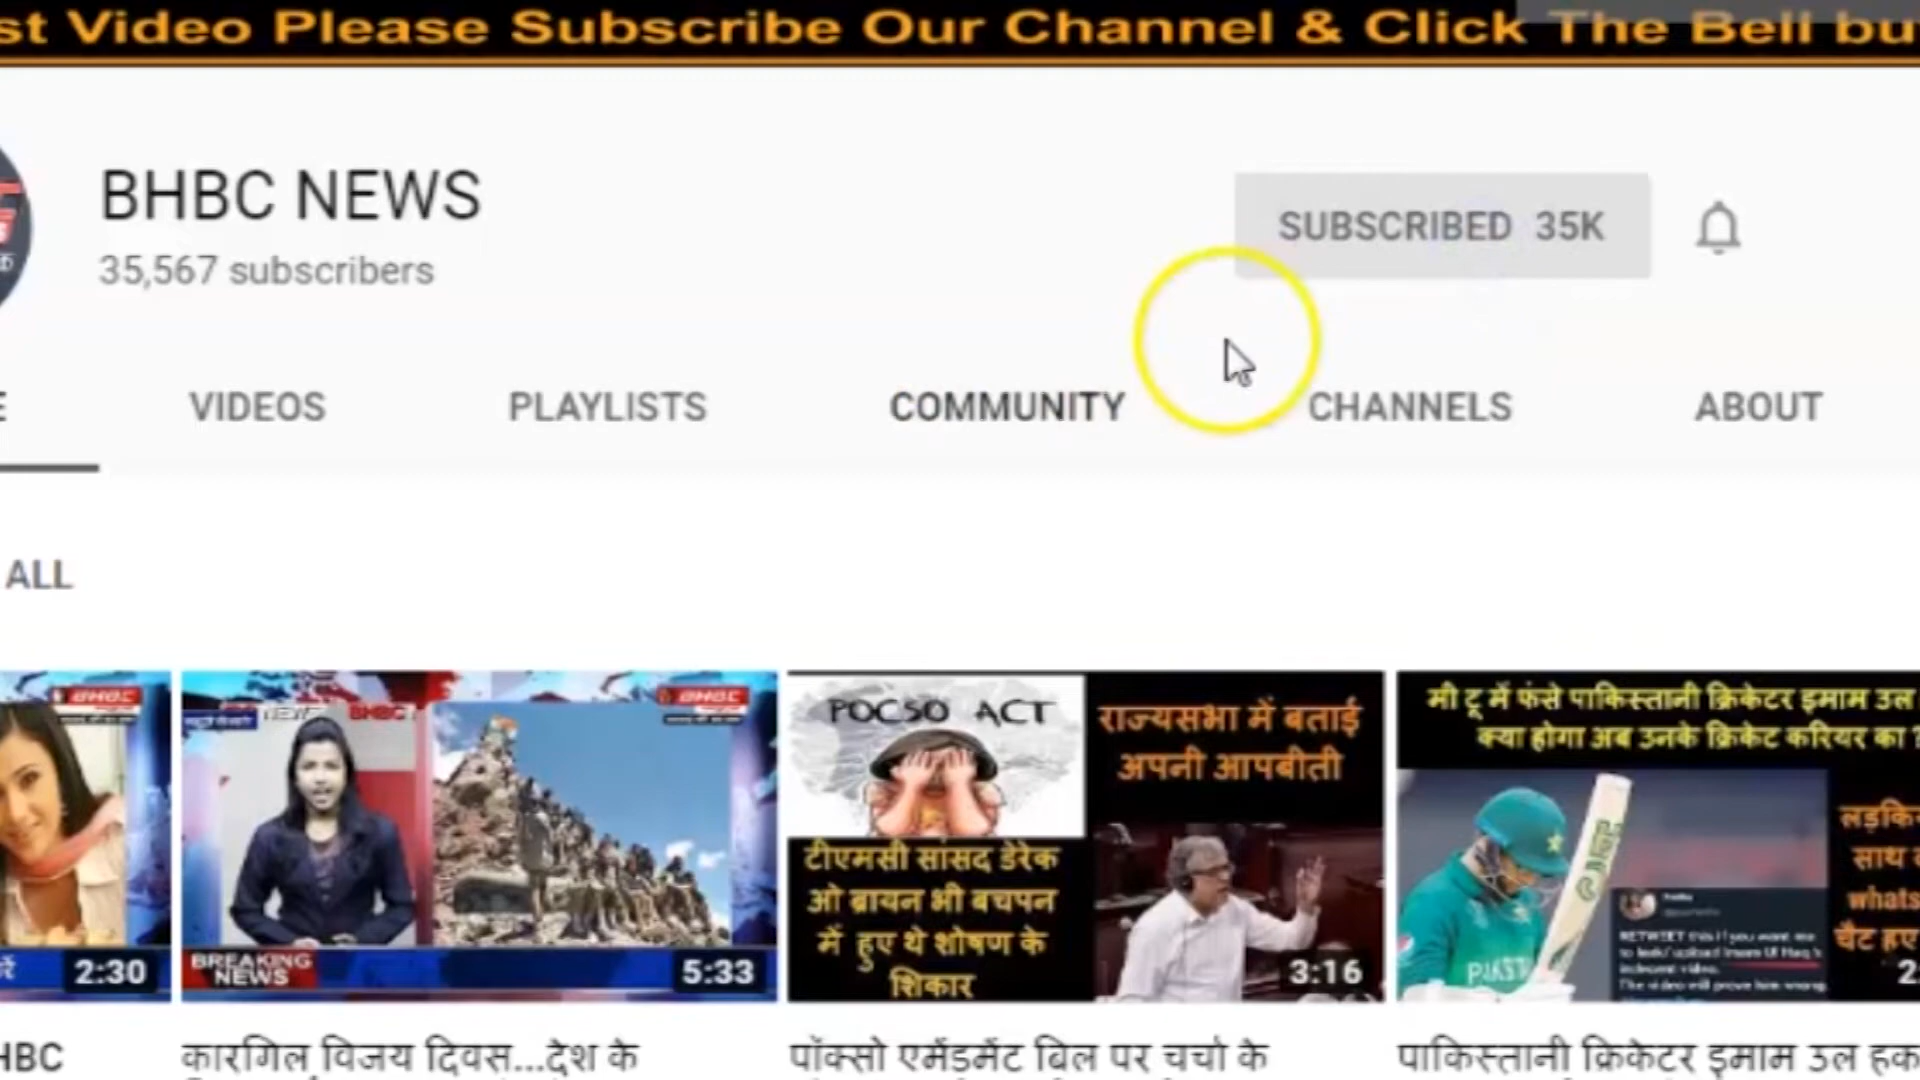 st Video Please Subscribe Our Channel & Click The Bell bu
BHBC NEWS
35,567 subscribers
SUBSCRIBED 35K
VIDEOS
PLAYLISTS
COMMUNITY
CHANNELS
ABOUT
ALL
2:30
BHBC
BHBC
BREAKING
NEWS
5:33
POCSO ACT
राज्यसभा में बताई
अपनी आपबीती
टीएमसी सांसद डेरेक
ओ ब्रायन भी बचपन
में हुए थे शोषण के
शिकार
3:16
मी टू में फंसे पाकिस्तानी क्रिकेटर इमाम उल
क्या होगा अब उनके क्रिकेट करियर का ?
साथ
whats
चैट हुए
HBC
कारगिल विजय दिवस...देश के
पॉक्सो एमेंडमेंट बिल पर चर्चा के
पाकिस्तानी क्रिकेटर इमाम उल हक